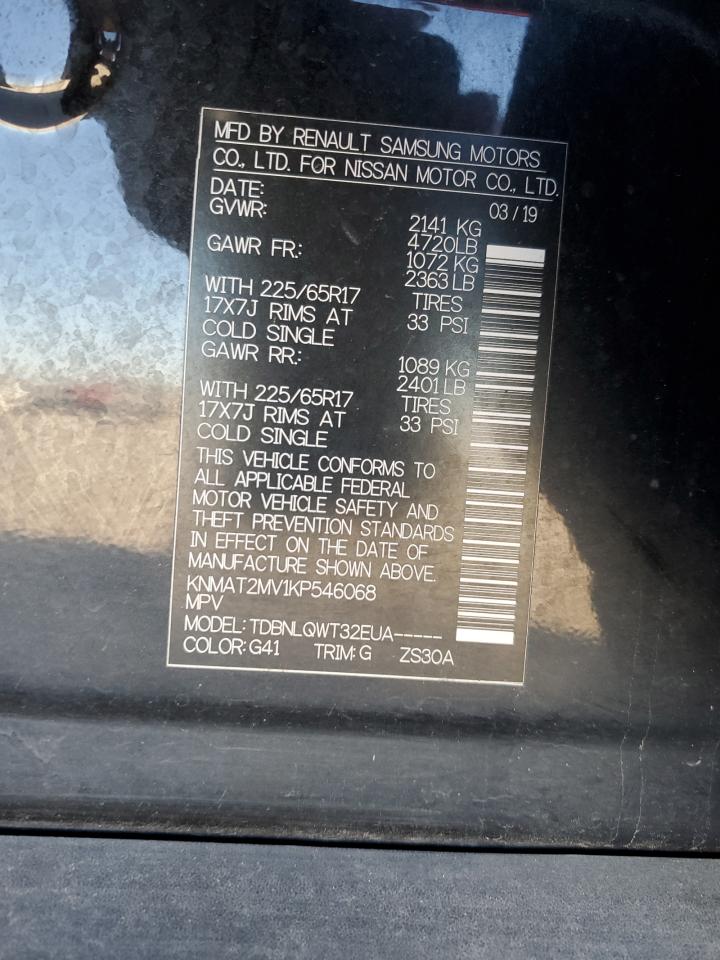 MFD BY RENAULT SAMSUNG MOTORS
CO., LTD. FOR NISSAN MOTOR CO., LTD.
DATE: 03 / 19
GVWR: 2141 KG
4720LB
GAWR FR.: 1072 KG
2363 LB
WITH 225/65R17 TIRES
17X7J RIMS AT 33 PSI
COLD SINGLE
GAWR RR.: 1089 KG
2401 LB
WITH 225/65R17 TIRES
17X7J RIMS AT 33 PSI
COLD SINGLE
THIS VEHICLE CONFORMS TO
ALL APPLICABLE FEDERAL
MOTOR VEHICLE SAFETY AND
THEFT PREVENTION STANDARDS
IN EFFECT ON THE DATE OF
MANUFACTURE SHOWN ABOVE.
KNMAT2MV1KP546068
MPV
MODEL: TDBNLQWT32EUA-----
COLOR: G41 TRIM: G ZS30A